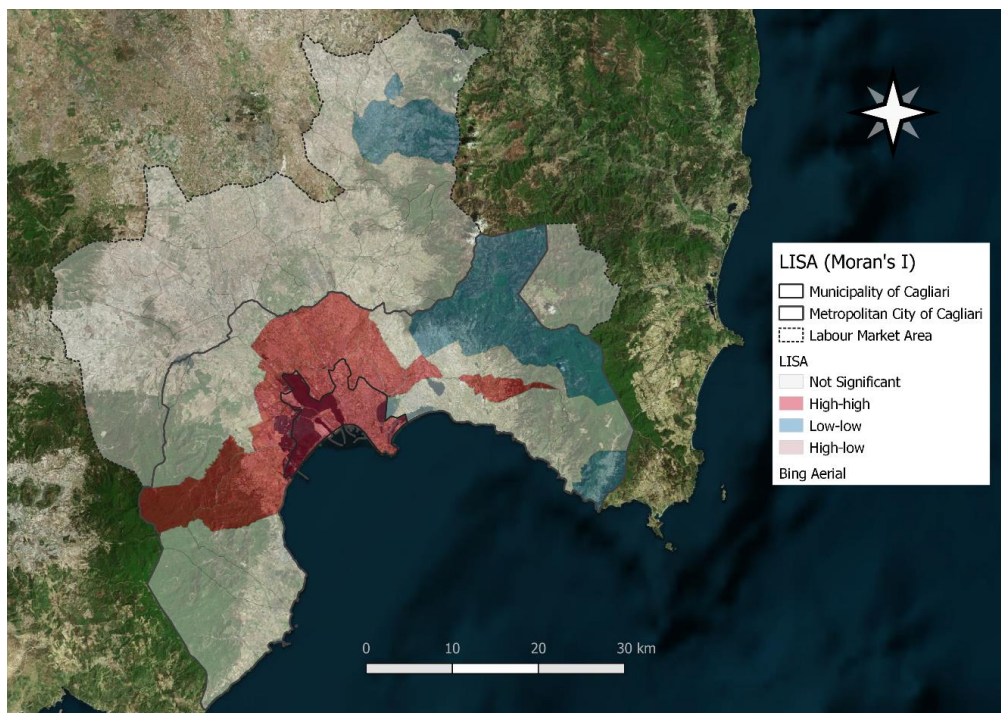 LISA (Moran's I)
Municipality of Cagliari
Metropolitan City of Cagliari
Labour Market Area
LISA
Not Significant
High-high
Low-low
High-low
Bing Aerial
0 10 20 30 km